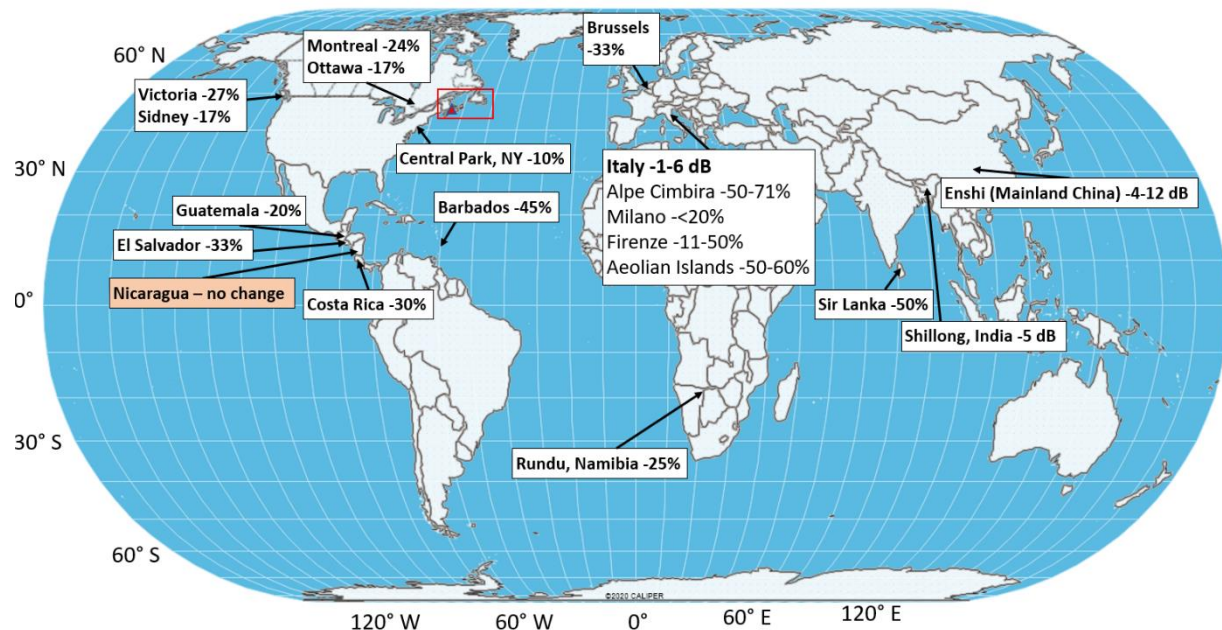 60° N
Montreal -24%
Ottawa -17%
Brussels
-33%
Victoria -27%
Sidney -17%
Central Park, NY -10%
30° N
Italy -1-6 dB
Alpe Cimbira -50-71%
Milano -<20%
Firenze -11-50%
Aeolian Islands -50-60%
Enshi (Mainland China) -4-12 dB
Guatemala -20%
Barbados -45%
El Salvador -33%
Nicaragua – no change
Costa Rica -30%
0°
Sir Lanka -50%
Shillong, India -5 dB
30° S
Rundu, Namibia -25%
60° S
©2020 CALIPER
120° W
60° W
0°
60° E
120° E